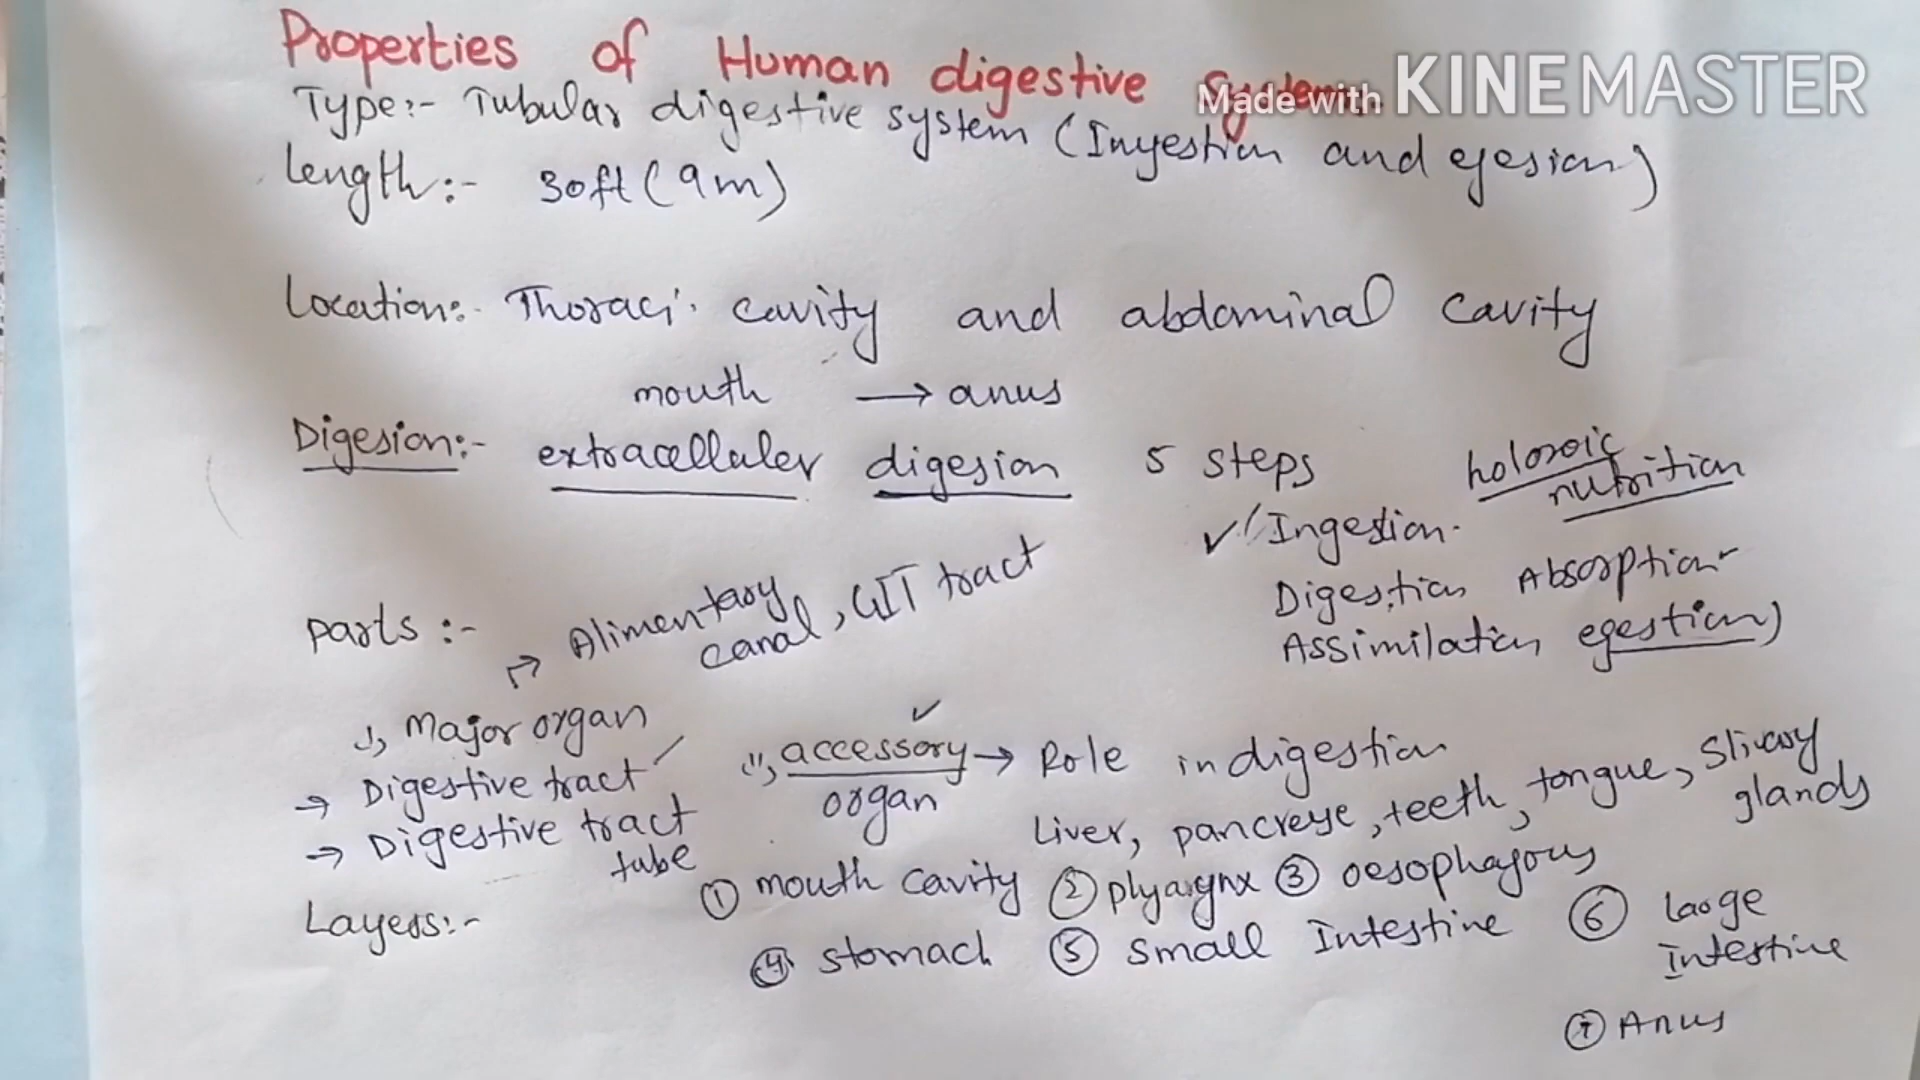 Properties of Human digestive System
Made with KINEMASTER
Type:- Tubular digestive system (Ingestion and egesion)
Length:- 30ft (9m)
Location:- Thoraci. cavity and abdominal cavity
mouth → anus
Digesion:- extracelluler digesion 5 steps holozoic nutrition
✓ Ingestion.
Digestion Absorption
Assimilation egestion)
Parts :- → Alimentary canal, GIT tract
i, Major organ
→ Digestive tract
→ Digestive tract tube
ii, accessory organ → Role in digestion
Liver, pancreye, teeth, tongue, Slivary glands
① mouth cavity ② plyargnx ③ oesophagous
④ stomach ⑤ small Intestine ⑥ large Intestine
⑦ Anus
Layers:-